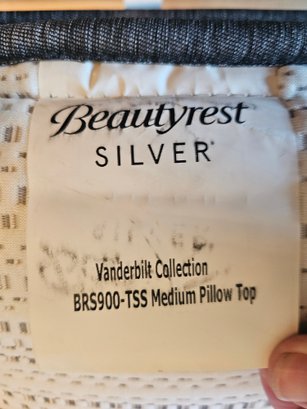 Beautyrest
SILVER®
Vanderbilt Collection
BRS900-TSS Medium Pillow Top